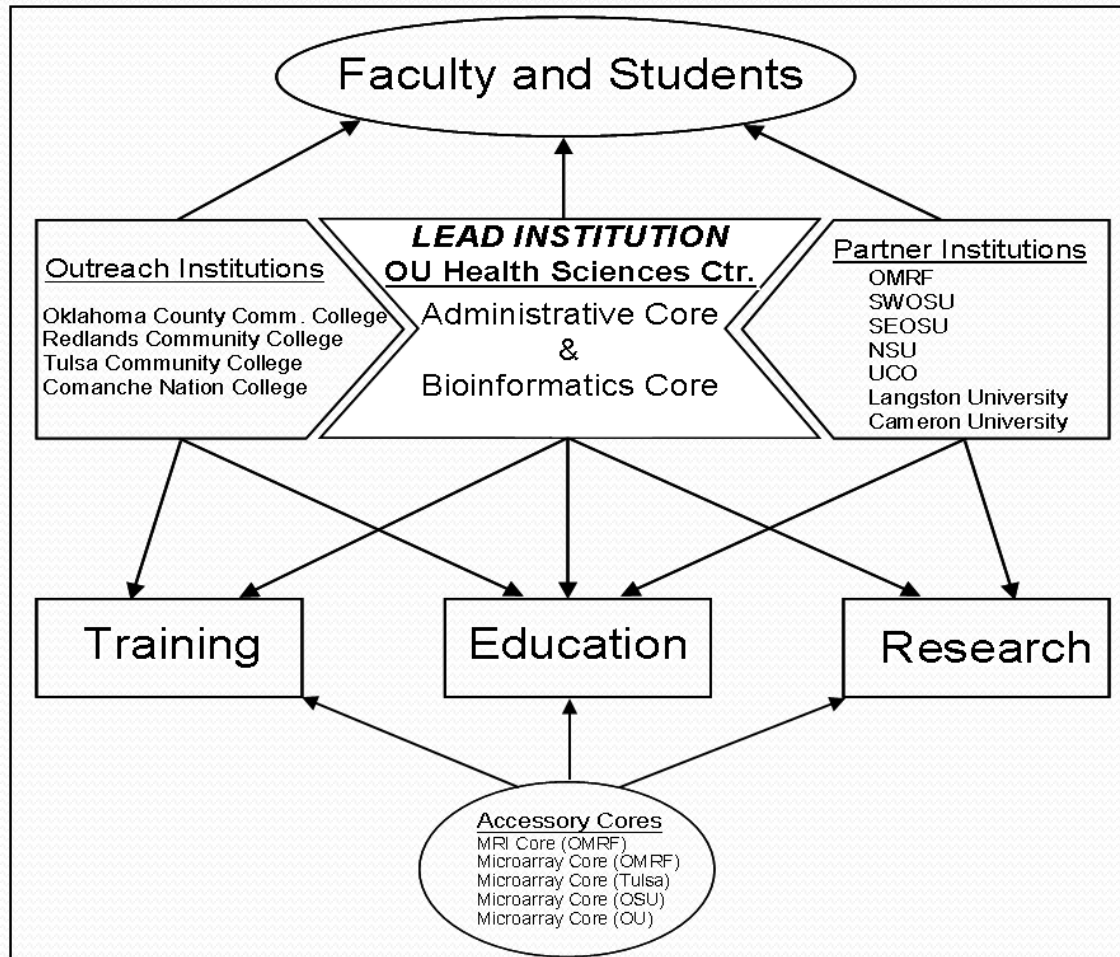 Faculty and Students
Outreach Institutions
Oklahoma County Comm. College
Redlands Community College
Tulsa Community College
Comanche Nation College
LEAD INSTITUTION
OU Health Sciences Ctr.
Administrative Core
&
Bioinformatics Core
Partner Institutions
OMRF
SWOSU
SEOSU
NSU
UCO
Langston University
Cameron University
Training
Education
Research
Accessory Cores
MRI Core (OMRF)
Microarray Core (OMRF)
Microarray Core (Tulsa)
Microarray Core (OSU)
Microarray Core (OU)